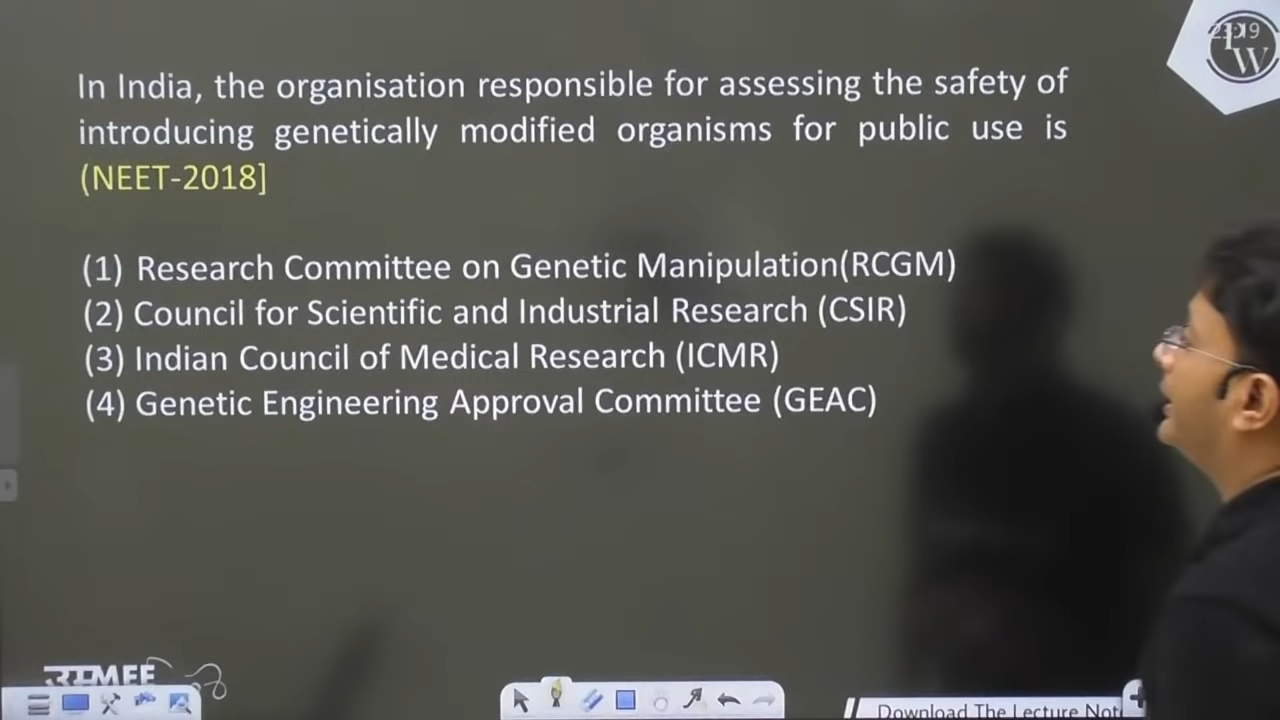 In India, the organisation responsible for assessing the safety of
introducing genetically modified organisms for public use is
(NEET-2018]
(1) Research Committee on Genetic Manipulation(RCGM)
(2) Council for Scientific and Industrial Research (CSIR)
(3) Indian Council of Medical Research (ICMR)
(4) Genetic Engineering Approval Committee (GEAC)
Download The Lecture